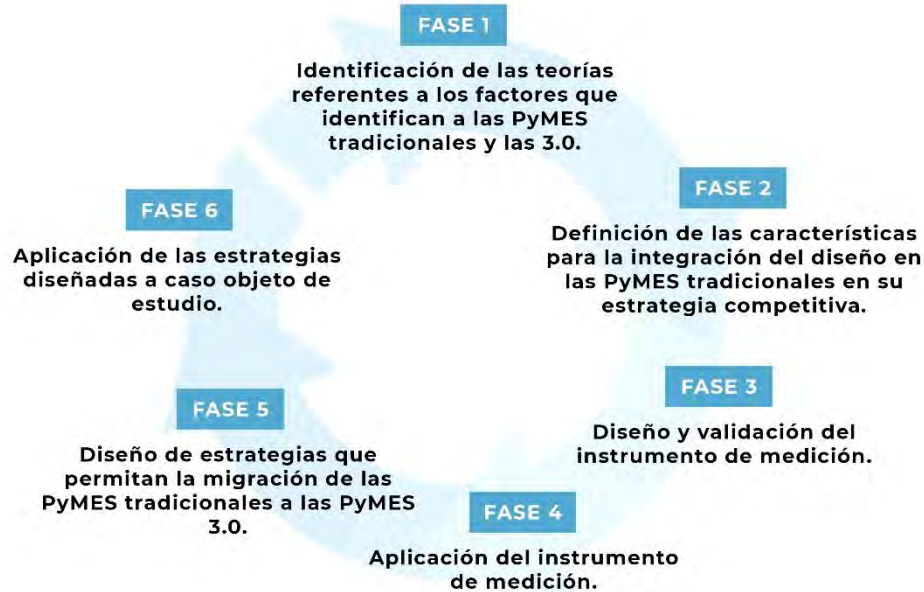 FASE 1
Identificación de las teorías
referentes a los factores que
identifican a las PyMES
tradicionales y las 3.0.
FASE 2
Definición de las características
para la integración del diseño en
las PyMES tradicionales en su
estrategia competitiva.
FASE 3
Diseño y validación del
instrumento de medición.
FASE 4
Aplicación del instrumento
de medición.
FASE 5
Diseño de estrategias que
permitan la migración de las
PyMES tradicionales a las PyMES
3.0.
FASE 6
Aplicación de las estrategias
diseñadas a caso objeto de
estudio.